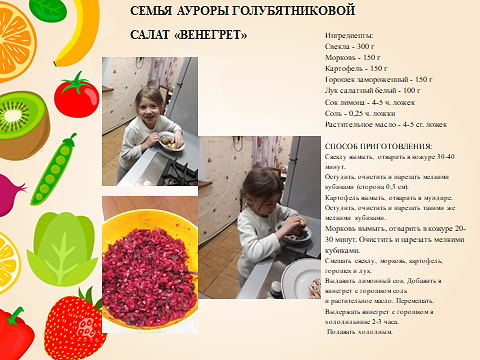 СЕМЬЯ АУРОРЫ ГОЛУБЯТНИКОВОЙ
САЛАТ «ВЕНЕГРЕТ»
Ингредиенты:
Свекла - 300 г
Морковь - 150 г
Картофель - 150 г
Горошек замороженный - 150 г
Лук салатный белый - 100 г
Сок лимона - 4-5 ч. ложек
Соль - 0,25 ч. ложки
Растительное масло - 4-5 ст. ложек
СПОСОБ ПРИГОТОВЛЕНИЯ:
Свеклу вымыть, отварить в кожуре 30-40
минут.
Остудить, очистить и нарезать мелкими
кубиками (сторона 0,5 см).
Картофель вымыть, отварить в мундире.
Остудить, очистить и нарезать такими же
мелкими кубиками.
Морковь вымыть, отварить в кожуре 20-
30 минут. Очистить и нарезать мелкими
кубиками.
Смешать свеклу, морковь, картофель,
горошек и лук.
Выдавить лимонный сок. Добавить в
винегрет с горошком соль
и растительное масло. Перемешать.
Выдержать винегрет с горошком в
холодильнике 2-3 часа.
Подавать холодным.